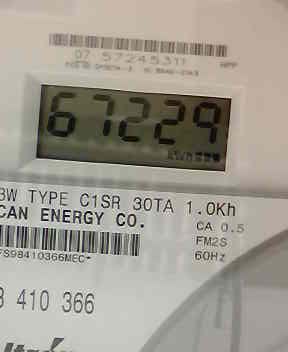 07 57245311
67229
3W TYPE C1SR 30TA 1.0Kh
CAN ENERGY CO.
CA 0.5
FM2S
60Hz
FS98410366MEC-
3 410 366